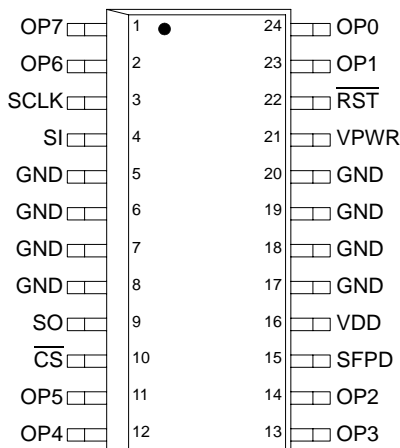 OP7 1 24 OP0
OP6 2 23 OP1
SCLK 3 22 R̅S̅T̅
SI 4 21 VPWR
GND 5 20 GND
GND 6 19 GND
GND 7 18 GND
GND 8 17 GND
SO 9 16 VDD
C̅S̅ 10 15 SFPD
OP5 11 14 OP2
OP4 12 13 OP3